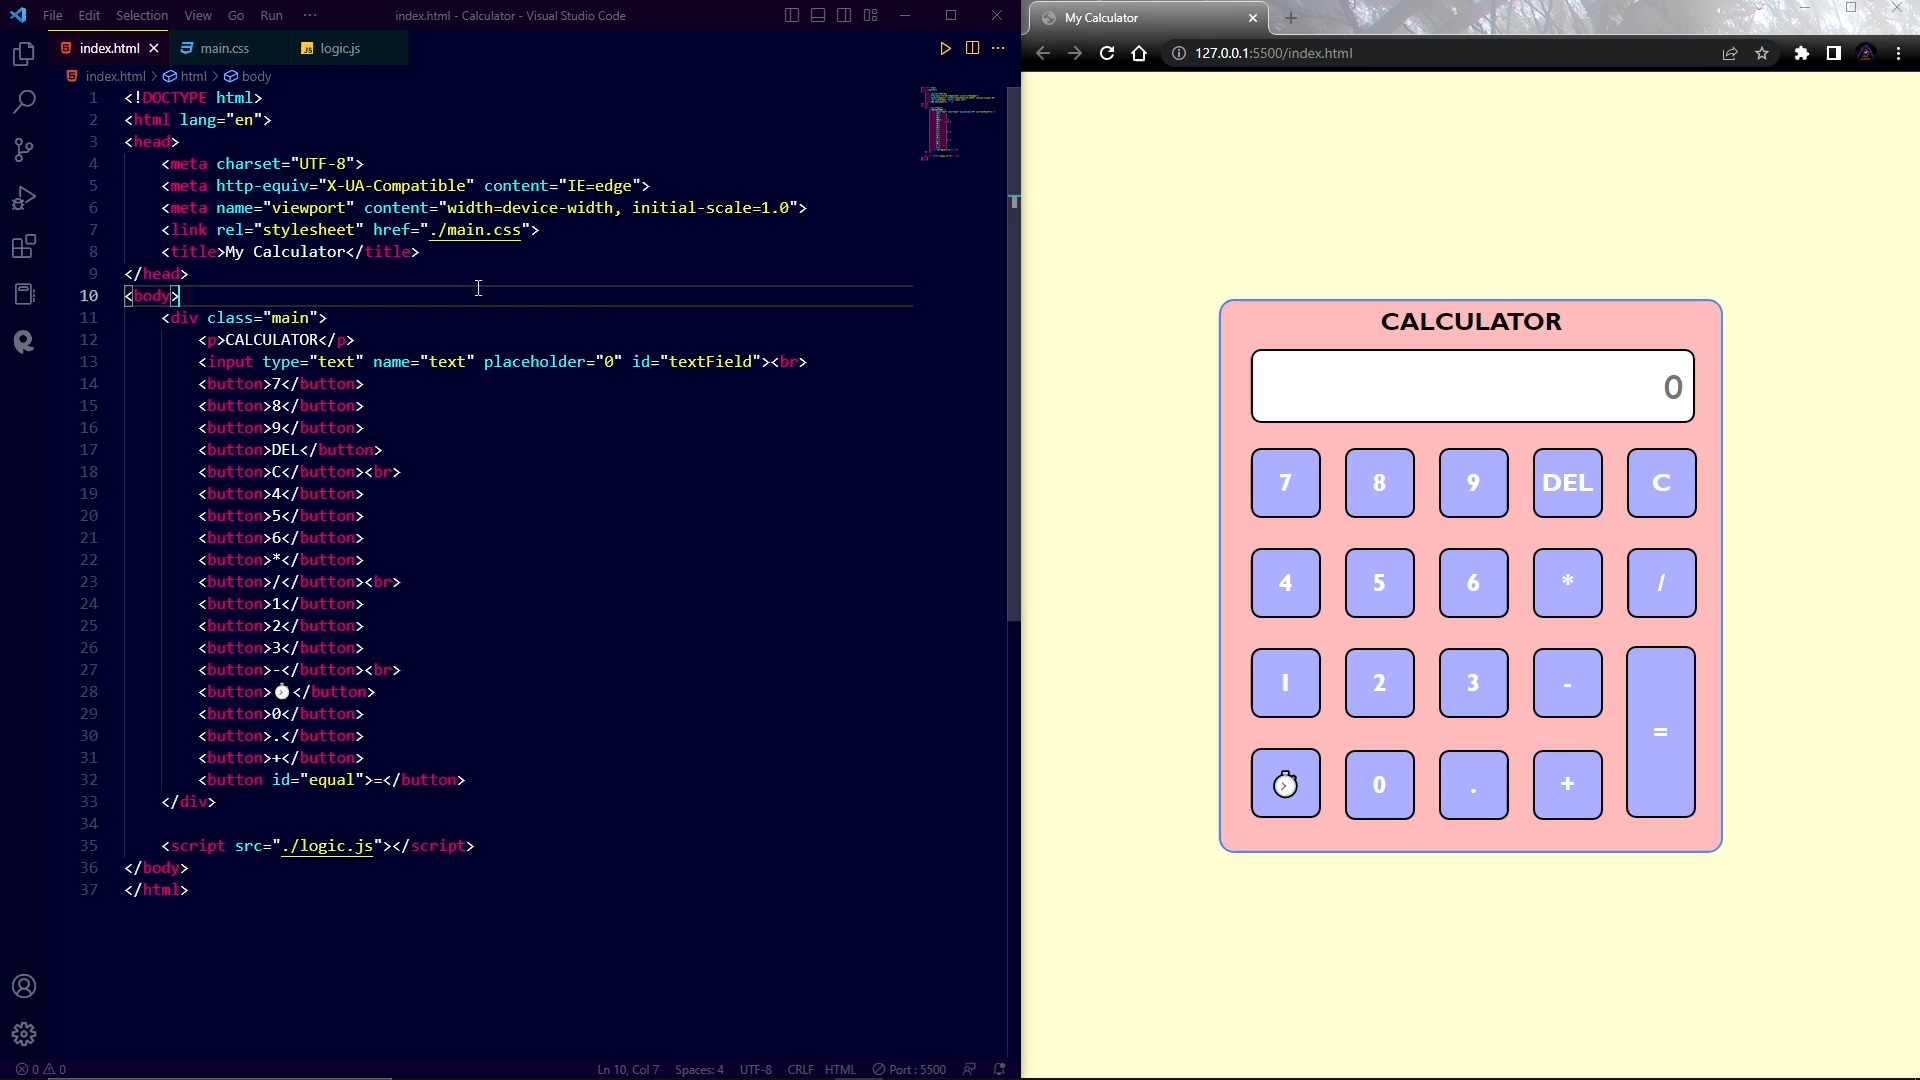 File Edit Selection View Go Run ··· index.html - Calculator - Visual Studio Code
index.html main.css logic.js
index.html > html > body
1 <!DOCTYPE html>
2 <html lang="en">
3 <head>
4 <meta charset="UTF-8">
5 <meta http-equiv="X-UA-Compatible" content="IE=edge">
6 <meta name="viewport" content="width=device-width, initial-scale=1.0">
7 <link rel="stylesheet" href="./main.css">
8 <title>My Calculator</title>
9 </head>
10 <body>
11 <div class="main">
12 <p>CALCULATOR</p>
13 <input type="text" name="text" placeholder="0" id="textField"><br>
14 <button>7</button>
15 <button>8</button>
16 <button>9</button>
17 <button>DEL</button>
18 <button>C</button><br>
19 <button>4</button>
20 <button>5</button>
21 <button>6</button>
22 <button>*</button>
23 <button>/</button><br>
24 <button>1</button>
25 <button>2</button>
26 <button>3</button>
27 <button>-</button><br>
28 <button>⏱</button>
29 <button>0</button>
30 <button>.</button>
31 <button>+</button>
32 <button id="equal">=</button>
33 </div>
34
35 <script src="./logic.js"></script>
36 </body>
37 </html>
0 0 Ln 10, Col 7 Spaces: 4 UTF-8 CRLF HTML Port : 5500
My Calculator
127.0.0.1:5500/index.html
CALCULATOR
0
7 8 9 DEL C
4 5 6 * /
1 2 3 - =
0 . +